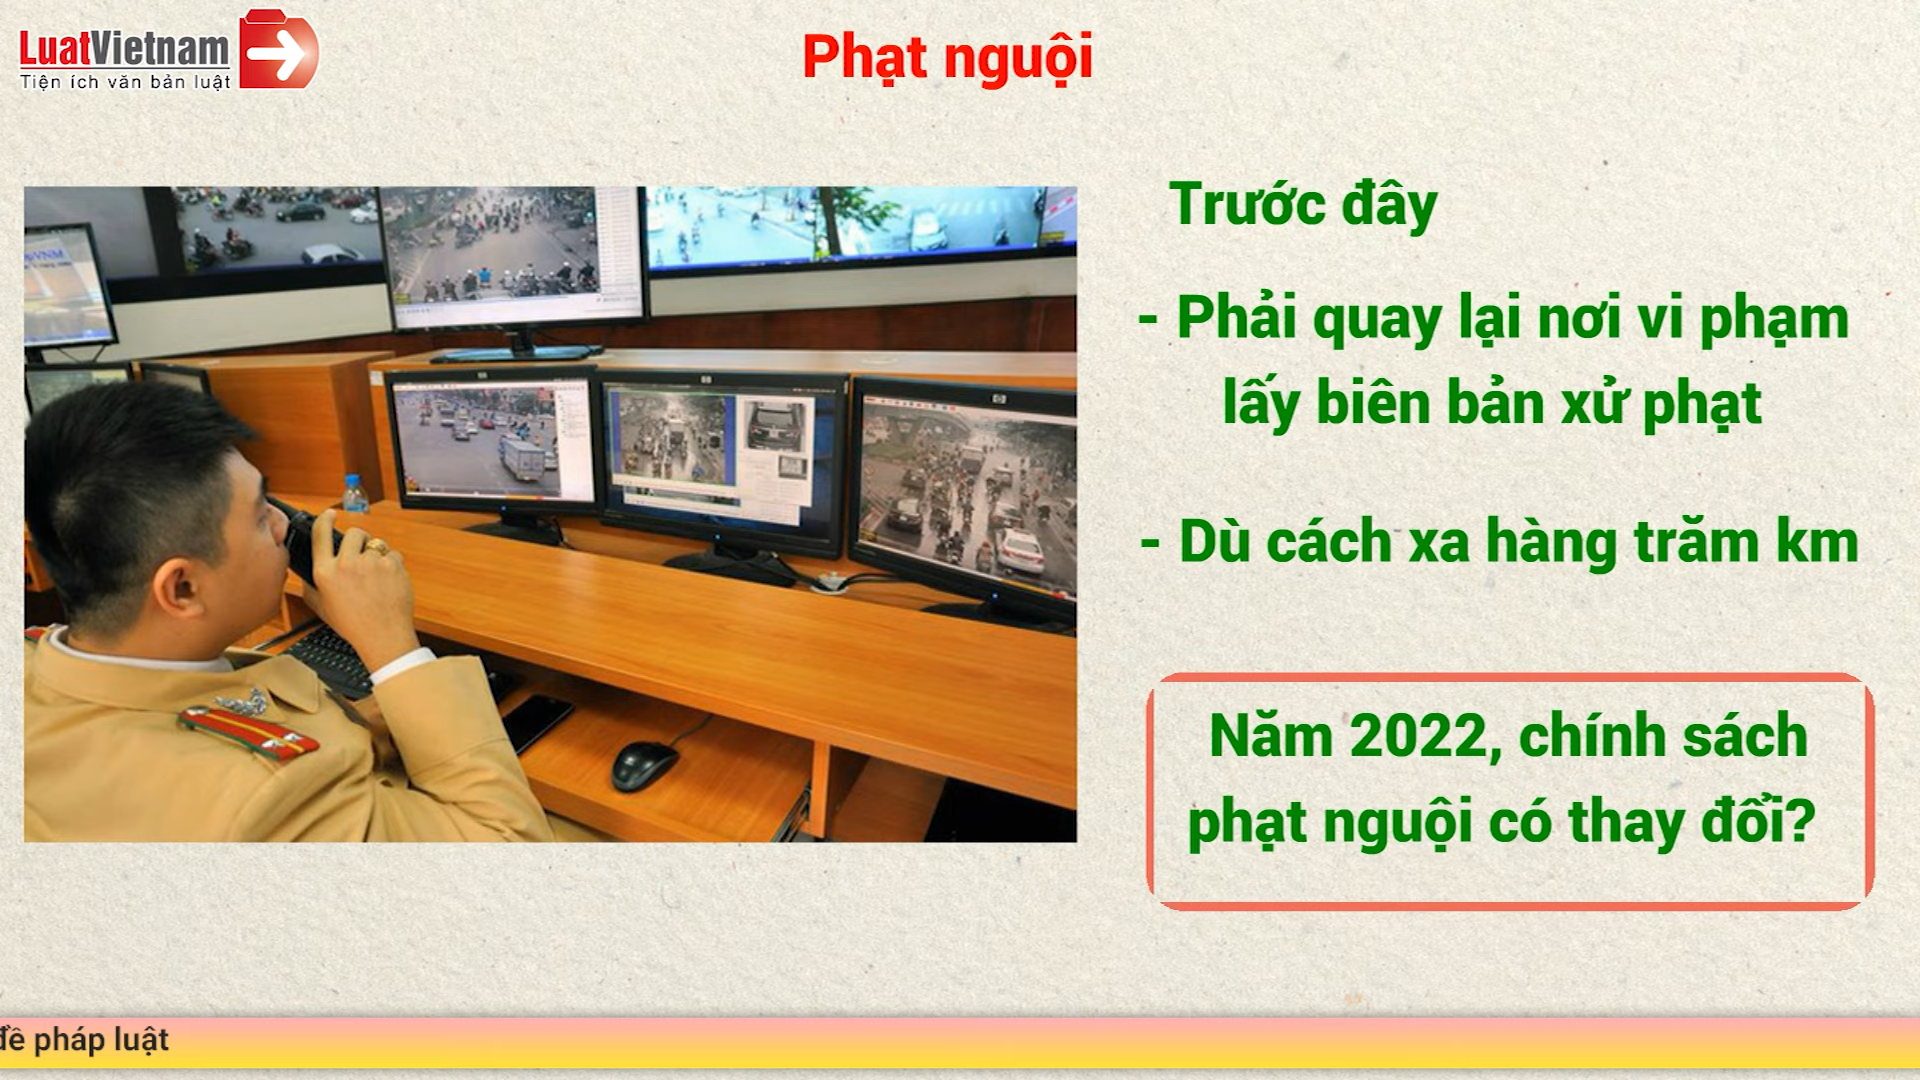 LuatVietnam
Tiện ích văn bản luật
Phạt nguội
Trước đây
- Phải quay lại nơi vi phạm
lấy biên bản xử phạt
- Dù cách xa hàng trăm km
Năm 2022, chính sách
phạt nguội có thay đổi?
đề pháp luật